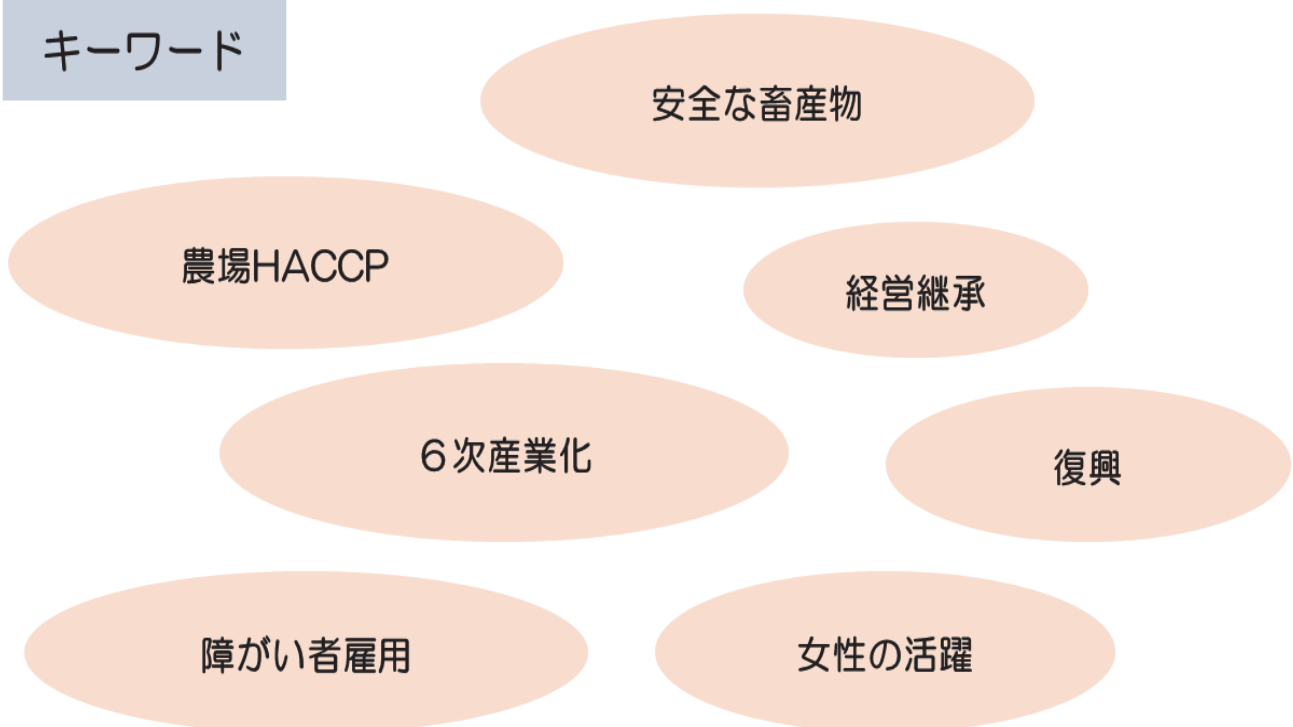 キーワード
安全な畜産物
農場HACCP
経営継承
６次産業化
復興
障がい者雇用
女性の活躍